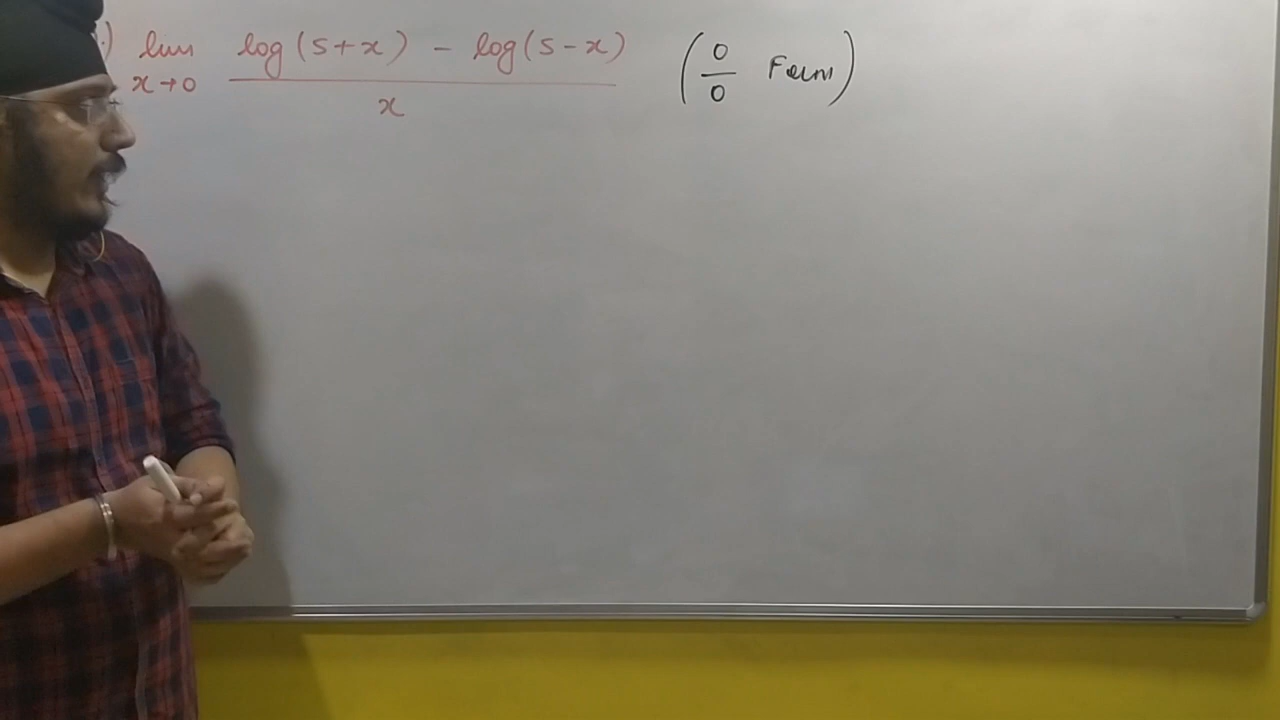 .) lim x→0 log(5+x) - log(5-x) / x (0/0 Form)